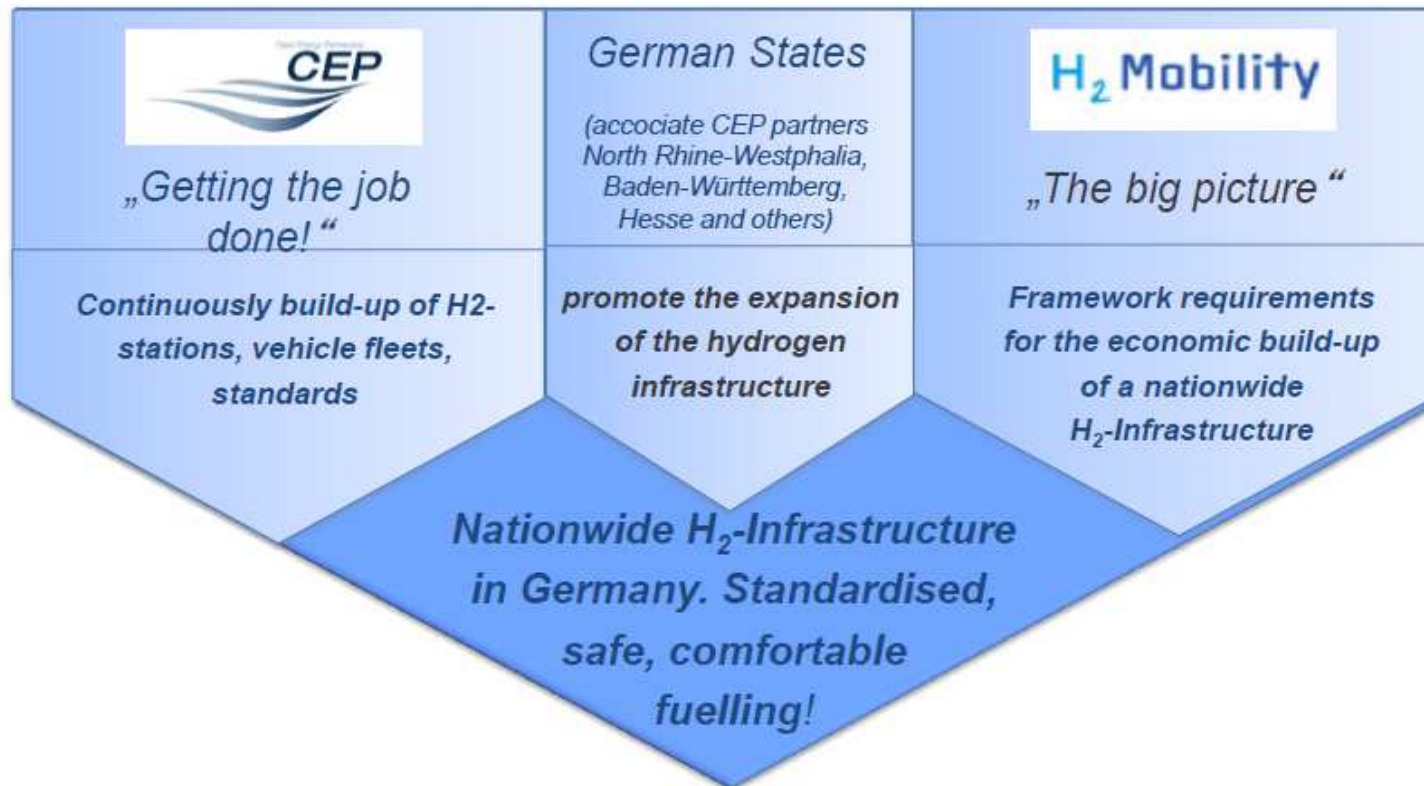 Clean Energy Partnership
CEP
„Getting the job
done!“
Continuously build-up of H2-
stations, vehicle fleets,
standards
German States
(accociate CEP partners
North Rhine-Westphalia,
Baden-Württemberg,
Hesse and others)
promote the expansion
of the hydrogen
infrastructure
H₂ Mobility
„The big picture“
Framework requirements
for the economic build-up
of a nationwide
H₂-Infrastructure
Nationwide H₂-Infrastructure
in Germany. Standardised,
safe, comfortable
fuelling!